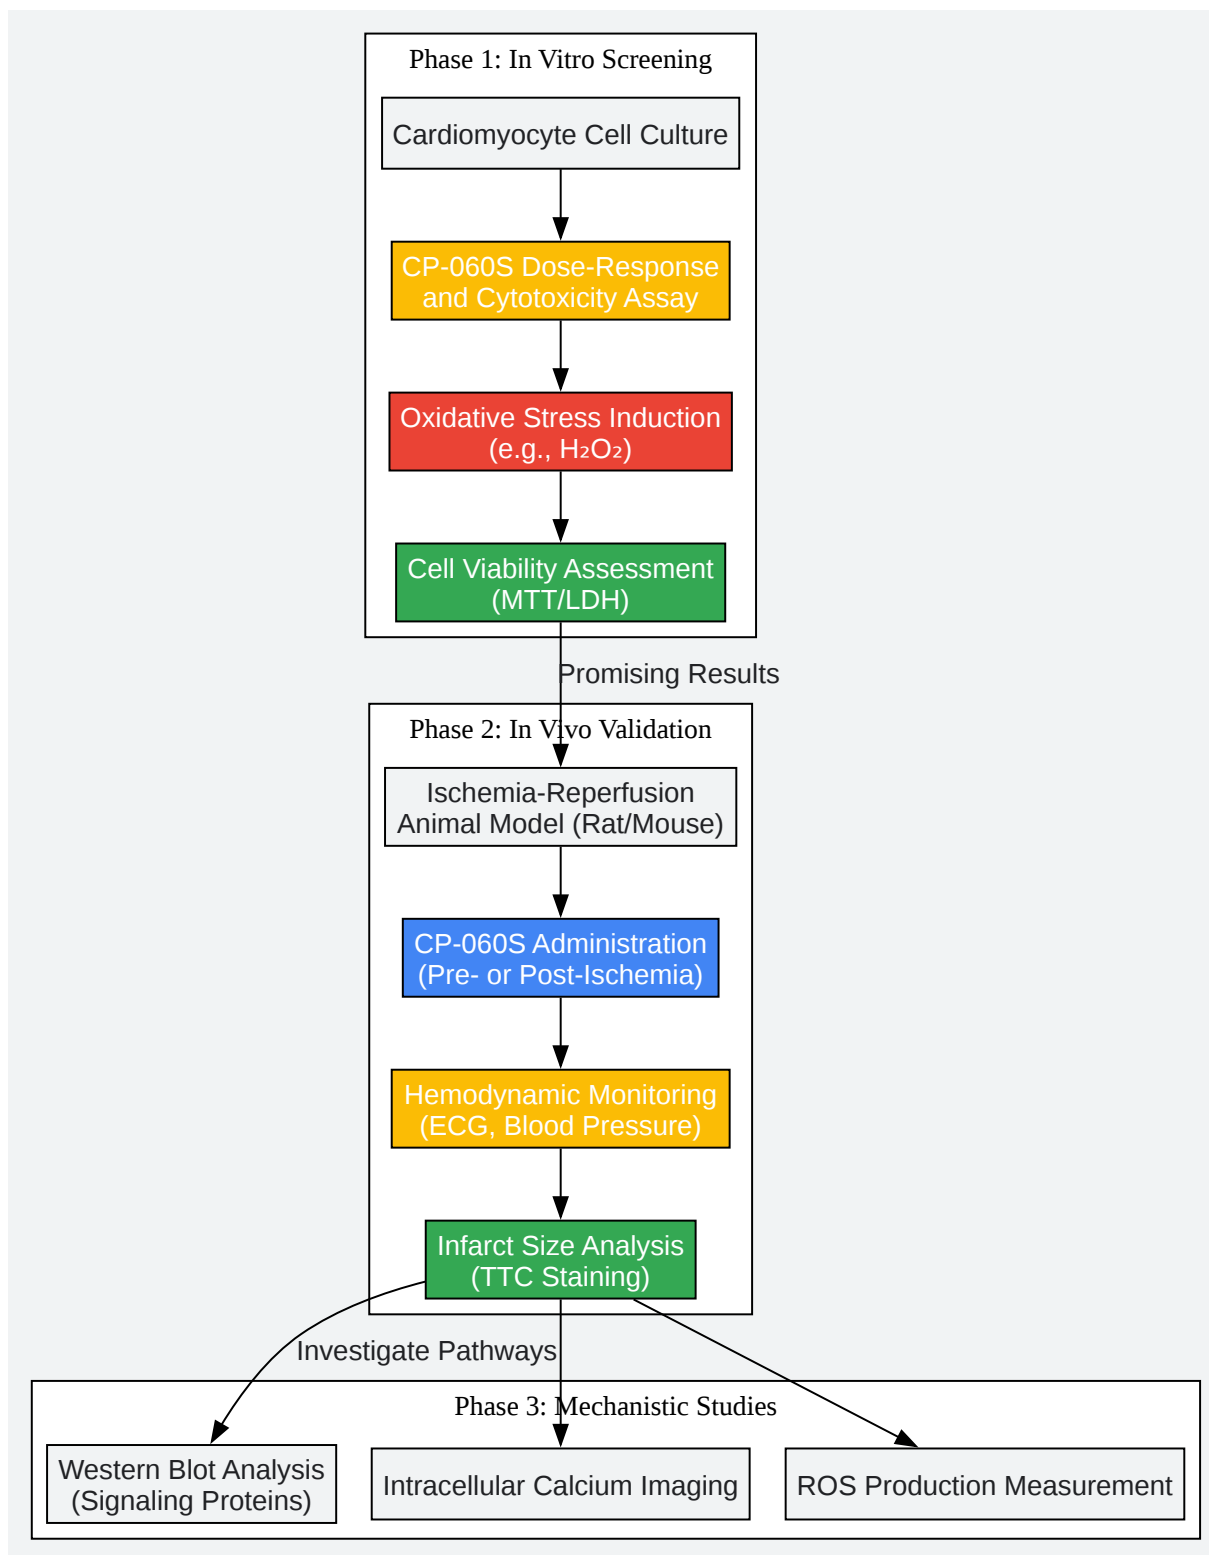 Phase 1: In Vitro Screening
Cardiomyocyte Cell Culture
CP-060S Dose-Response
and Cytotoxicity Assay
Oxidative Stress Induction
(e.g., H₂O₂)
Cell Viability Assessment
(MTT/LDH)
Promising Results
Phase 2: In Vivo Validation
Ischemia-Reperfusion
Animal Model (Rat/Mouse)
CP-060S Administration
(Pre- or Post-Ischemia)
Hemodynamic Monitoring
(ECG, Blood Pressure)
Infarct Size Analysis
(TTC Staining)
Investigate Pathways
Phase 3: Mechanistic Studies
Western Blot Analysis
(Signaling Proteins)
Intracellular Calcium Imaging
ROS Production Measurement